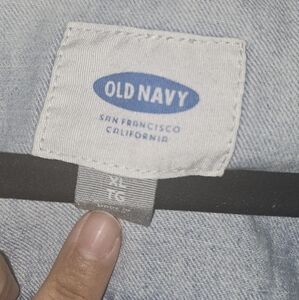 OLD NAVY
SAN FRANCISCO
CALIFORNIA
XL
TG